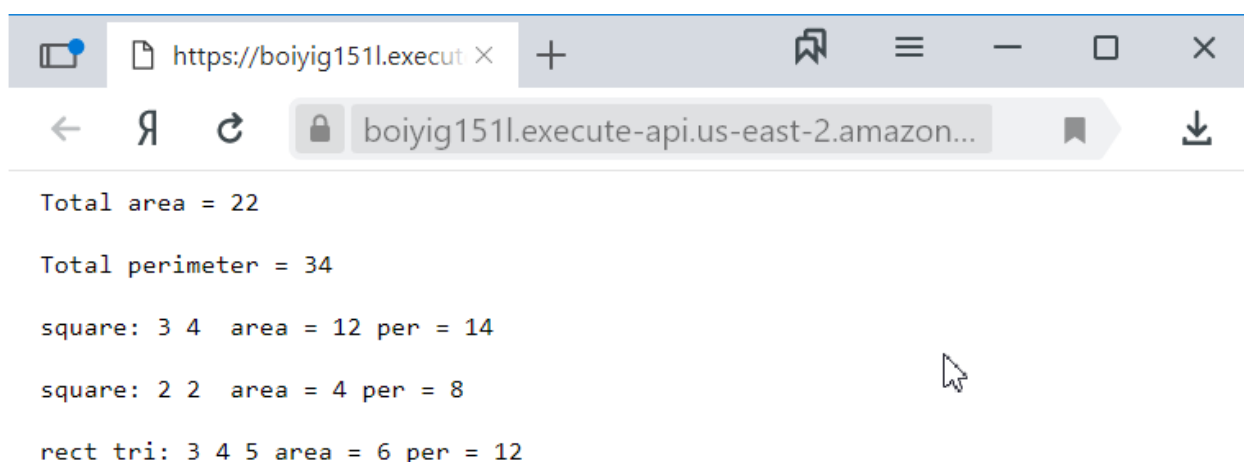 https://boiyig151l.execut
Я boiyig151l.execute-api.us-east-2.amazon...
Total area = 22
Total perimeter = 34
square: 3 4  area = 12 per = 14
square: 2 2  area = 4 per = 8
rect tri: 3 4 5 area = 6 per = 12